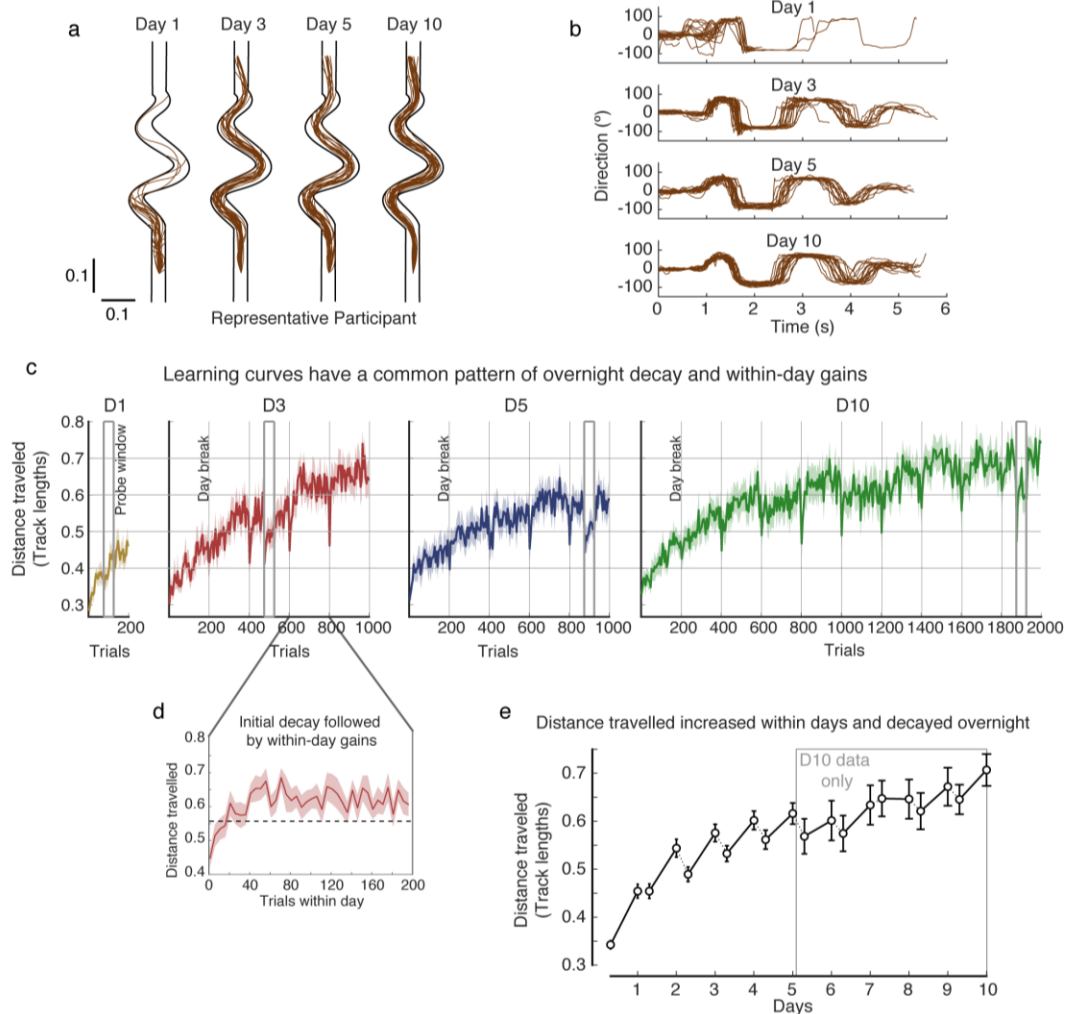 a
Day 1 Day 3 Day 5 Day 10
0.1
0.1
Representative Participant
b
Direction (°)
Day 1
100
0
-100
Day 3
100
0
-100
Day 5
100
0
-100
Day 10
100
0
-100
0 1 2 3 4 5 6
Time (s)
c
Learning curves have a common pattern of overnight decay and within-day gains
Distance traveled
(Track lengths)
0.8
0.7
0.6
0.5
0.4
0.3
D1
Probe window
200
Trials
D3
Day break
200 400 600 800 1000
Trials
D5
Day break
200 400 600 800 1000
Trials
D10
Day break
200 400 600 800 1000 1200 1400 1600 1800 2000
Trials
d
Initial decay followed
by within-day gains
Distance travelled
0.8
0.7
0.6
0.5
0.4
0 40 80 120 160 200
Trials within day
e
Distance travelled increased within days and decayed overnight
D10 data
only
Distance traveled
(Track lengths)
0.7
0.6
0.5
0.4
0.3
1 2 3 4 5 6 7 8 9 10
Days